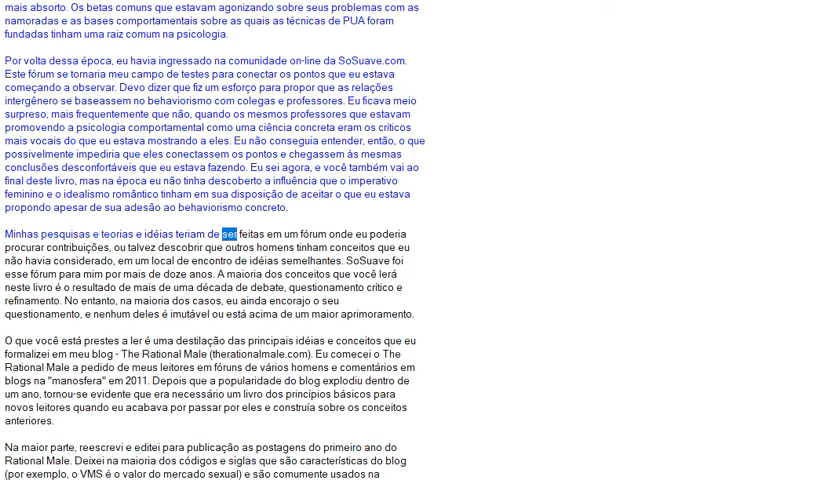 mais absorto. Os betas comuns que estavam agonizando sobre seus problemas com as
namoradas e as bases comportamentais sobre as quais as técnicas de PUA foram
fundadas tinham uma raiz comum na psicologia.
Por volta dessa época, eu havia ingressado na comunidade on-line da SoSuave.com.
Este fórum se tornaria meu campo de testes para conectar os pontos que eu estava
começando a observar. Devo dizer que fiz um esforço para propor que as relações
intergênero se baseassem no behaviorismo com colegas e professores. Eu ficava meio
surpreso, mais frequentemente que não, quando os mesmos professores que estavam
promovendo a psicologia comportamental como uma ciência concreta eram os críticos
mais vocais do que eu estava mostrando a eles. Eu não conseguia entender, então, o que
possivelmente impediria que eles conectassem os pontos e chegassem às mesmas
conclusões desconfortáveis que eu estava fazendo. Eu sei agora, e você também vai ao
final deste livro, mas na época eu não tinha descoberto a influência que o imperativo
feminino e o idealismo romântico tinham em sua disposição de aceitar o que eu estava
propondo apesar de sua adesão ao behaviorismo concreto.
Minhas pesquisas e teorias e idéias teriam de ser feitas em um fórum onde eu poderia
procurar contribuições, ou talvez descobrir que outros homens tinham conceitos que eu
não havia considerado, em um local de encontro de idéias semelhantes. SoSuave foi
esse fórum para mim por mais de doze anos. A maioria dos conceitos que você lerá
neste livro é o resultado de mais de uma década de debate, questionamento crítico e
refinamento. No entanto, na maioria dos casos, eu ainda encorajo o seu
questionamento, e nenhum deles é imutável ou está acima de um maior aprimoramento.
O que você está prestes a ler é uma destilação das principais idéias e conceitos que eu
formalizei em meu blog - The Rational Male (therationalmale.com). Eu comecei o The
Rational Male a pedido de meus leitores em fóruns de vários homens e comentários em
blogs na "manosfera" em 2011. Depois que a popularidade do blog explodiu dentro de
um ano, tornou-se evidente que era necessário um livro dos princípios básicos para
novos leitores quando eu acabava por passar por eles e construía sobre os conceitos
anteriores.
Na maior parte, reescrevi e editei para publicação as postagens do primeiro ano do
Rational Male. Deixei na maioria dos códigos e siglas que são característicos do blog
(por exemplo, o VMS é o valor do mercado sexual) e são comumente usados na